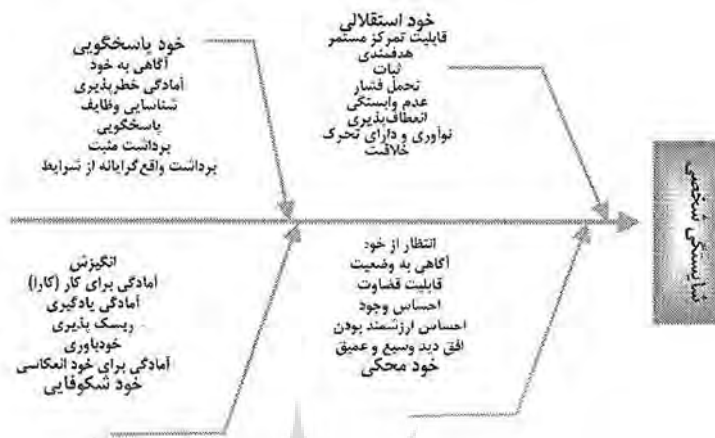 خود استقلالی
قابلیت تمرکز مستمر
هدفمندی
ثبات
تحمل فشار
عدم وابستگی
انعطاف‌پذیری
نوآوری و دارای تحرک
خلاقت
خود پاسخگویی
آگاهی به خود
آمادگی خطرپذیری
شناسایی وظایف
پاسخگویی
برداشت مثبت
برداشت واقع‌گرایانه از شرایط
شایستگی شخصی
انتظار از خود
آگاهی به وضعیت
قابلیت قضاوت
احساس وجود
احساس ارزشمند بودن
افق دید وسیع و عمیق
خود محکی
انگیزش
آمادگی برای کار (کارا)
آمادگی یادگیری
ریسک پذیری
خودباوری
آمادگی برای خود انعکاسی
خود شکوفایی